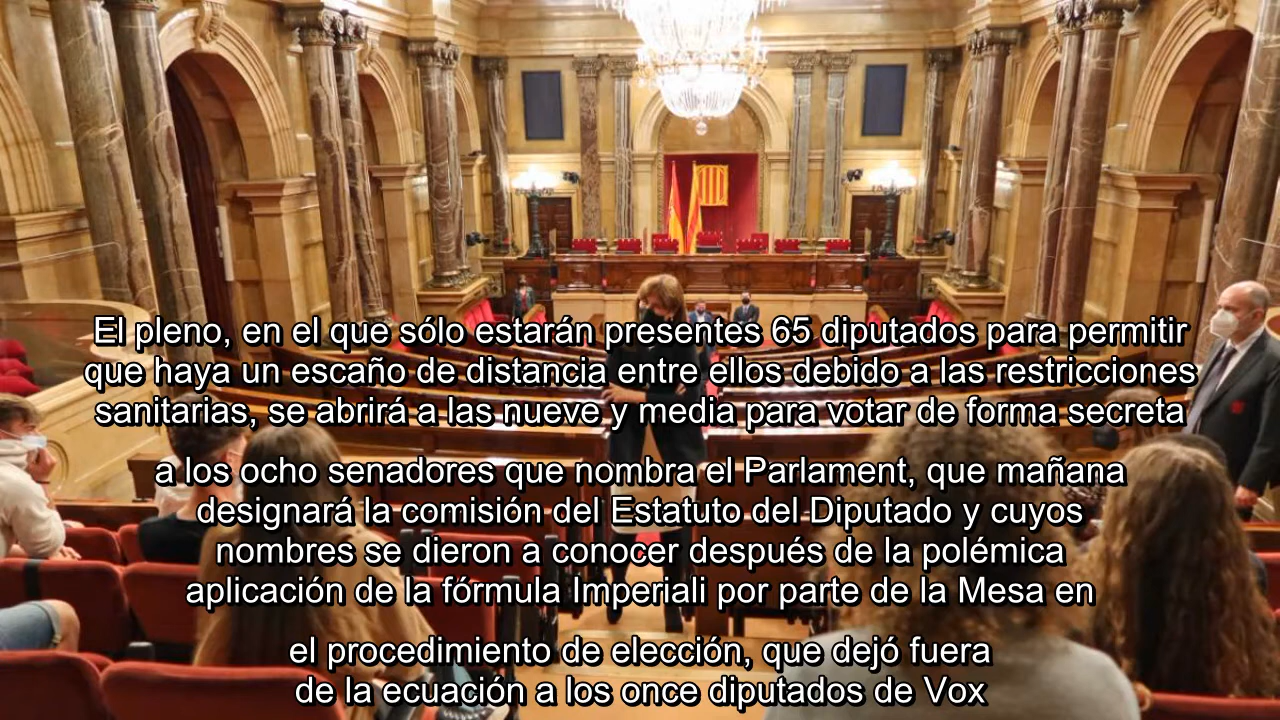 El pleno, en el que sólo estarán presentes 65 diputados para permitir
que haya un escaño de distancia entre ellos debido a las restricciones
sanitarias, se abrirá a las nueve y media para votar de forma secreta
a los ocho senadores que nombra el Parlament, que mañana
designará la comisión del Estatuto del Diputado y cuyos
nombres se dieron a conocer después de la polémica
aplicación de la fórmula Imperiali por parte de la Mesa en
el procedimiento de elección, que dejó fuera
de la ecuación a los once diputados de Vox